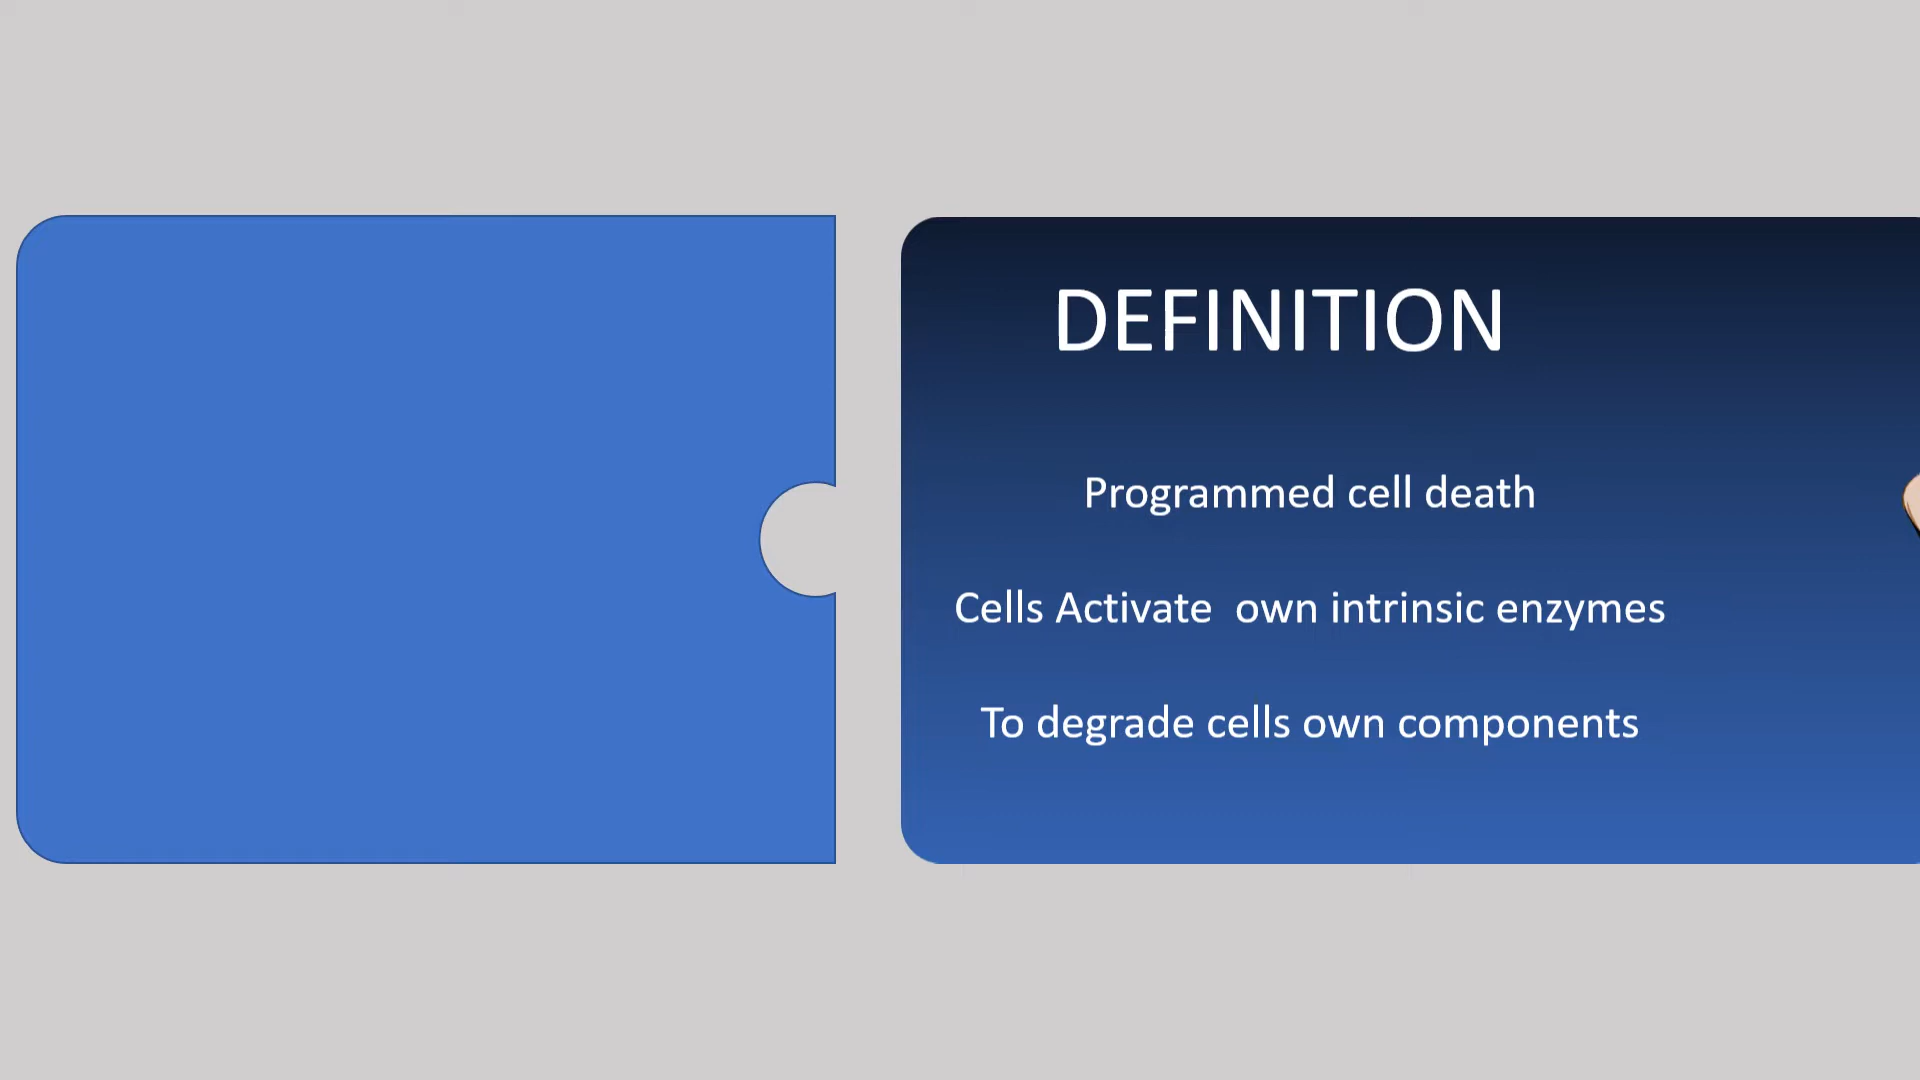 DEFINITION
Programmed cell death
Cells Activate  own intrinsic enzymes
To degrade cells own components